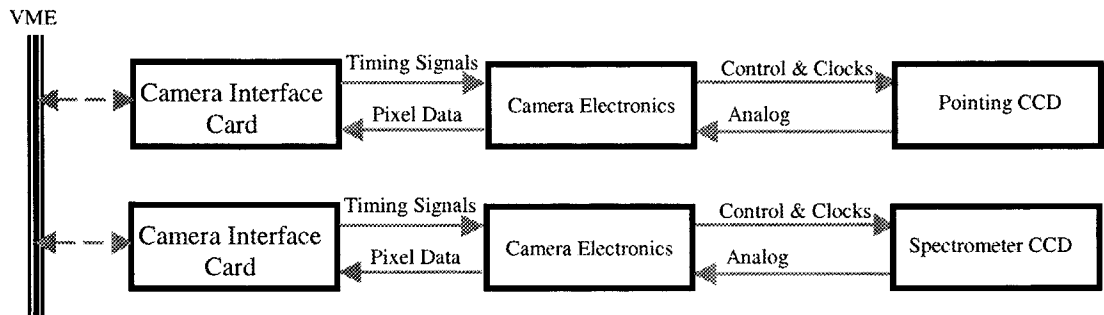 VME
Timing Signals
Control & Clocks
Camera Interface
Card
Camera Electronics
Pointing CCD
Pixel Data
Analog
Timing Signals
Control & Clocks
Camera Interface
Card
Camera Electronics
Spectrometer CCD
Pixel Data
Analog